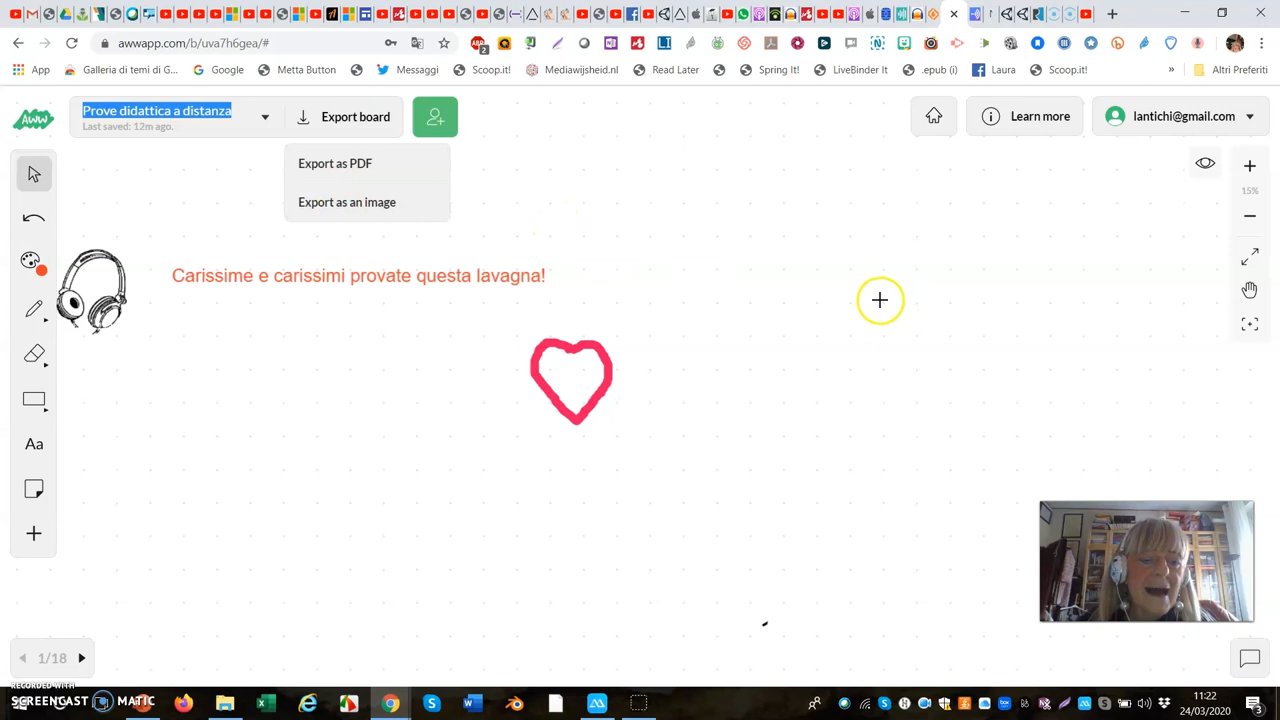 awwapp.com/b/uva7h6gea/#
App
Galleria di temi di G...
Google
Metta Button
Messaggi
Scoop.it!
Mediawijsheid.nl
Read Later
Spring It!
LiveBinder It
.epub (i)
Laura
Scoop.it!
»
Altri Preferiti
AWW
Prove didattica a distanza
Last saved: 12m ago.
Export board
Learn more
lantichi@gmail.com
Export as PDF
Export as an image
15%
Carissime e carissimi provate questa lavagna!
Aa
1/18
RECORDED WITH
SCREENCAST MATIC
11:22
24/03/2020